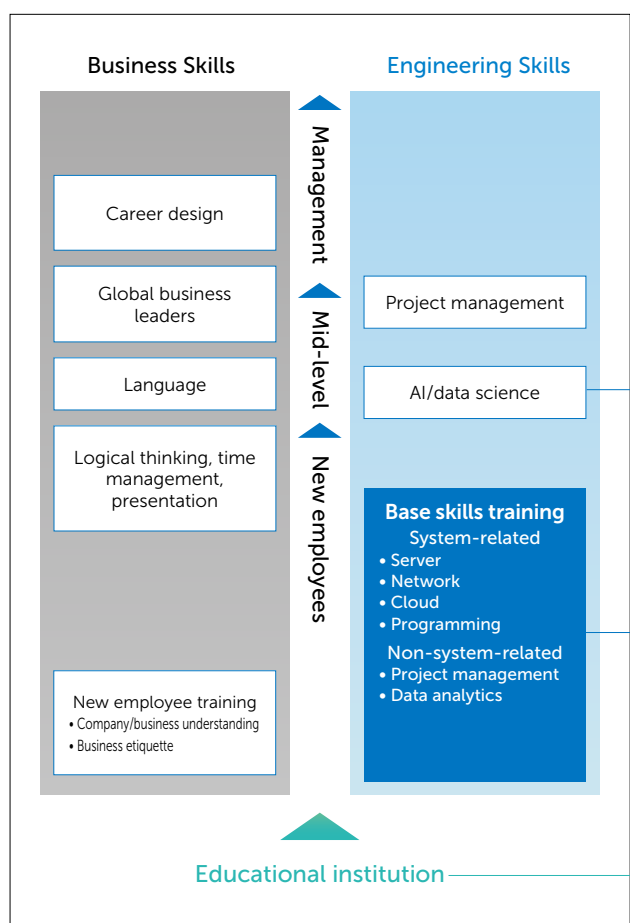 Business Skills
Career design
Global business
leaders
Language
Logical thinking, time
management,
presentation
New employee training
• Company/business understanding
• Business etiquette
Management
Mid-level
New employees
Engineering Skills
Project management
AI/data science
Base skills training
System-related
• Server
• Network
• Cloud
• Programming
Non-system-related
• Project management
• Data analytics
Educational institution